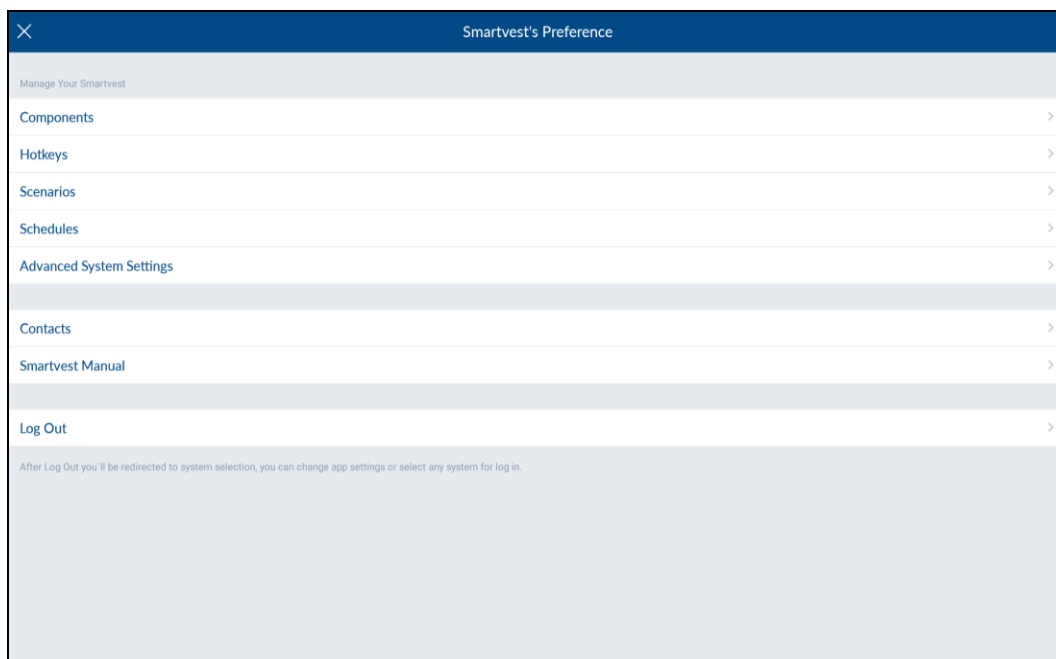 Smartvest's Preference
Manage Your Smartvest
Components
Hotkeys
Scenarios
Schedules
Advanced System Settings
Contacts
Smartvest Manual
Log Out
After Log Out you´ll be redirected to system selection, you can change app settings or select any system for log in.